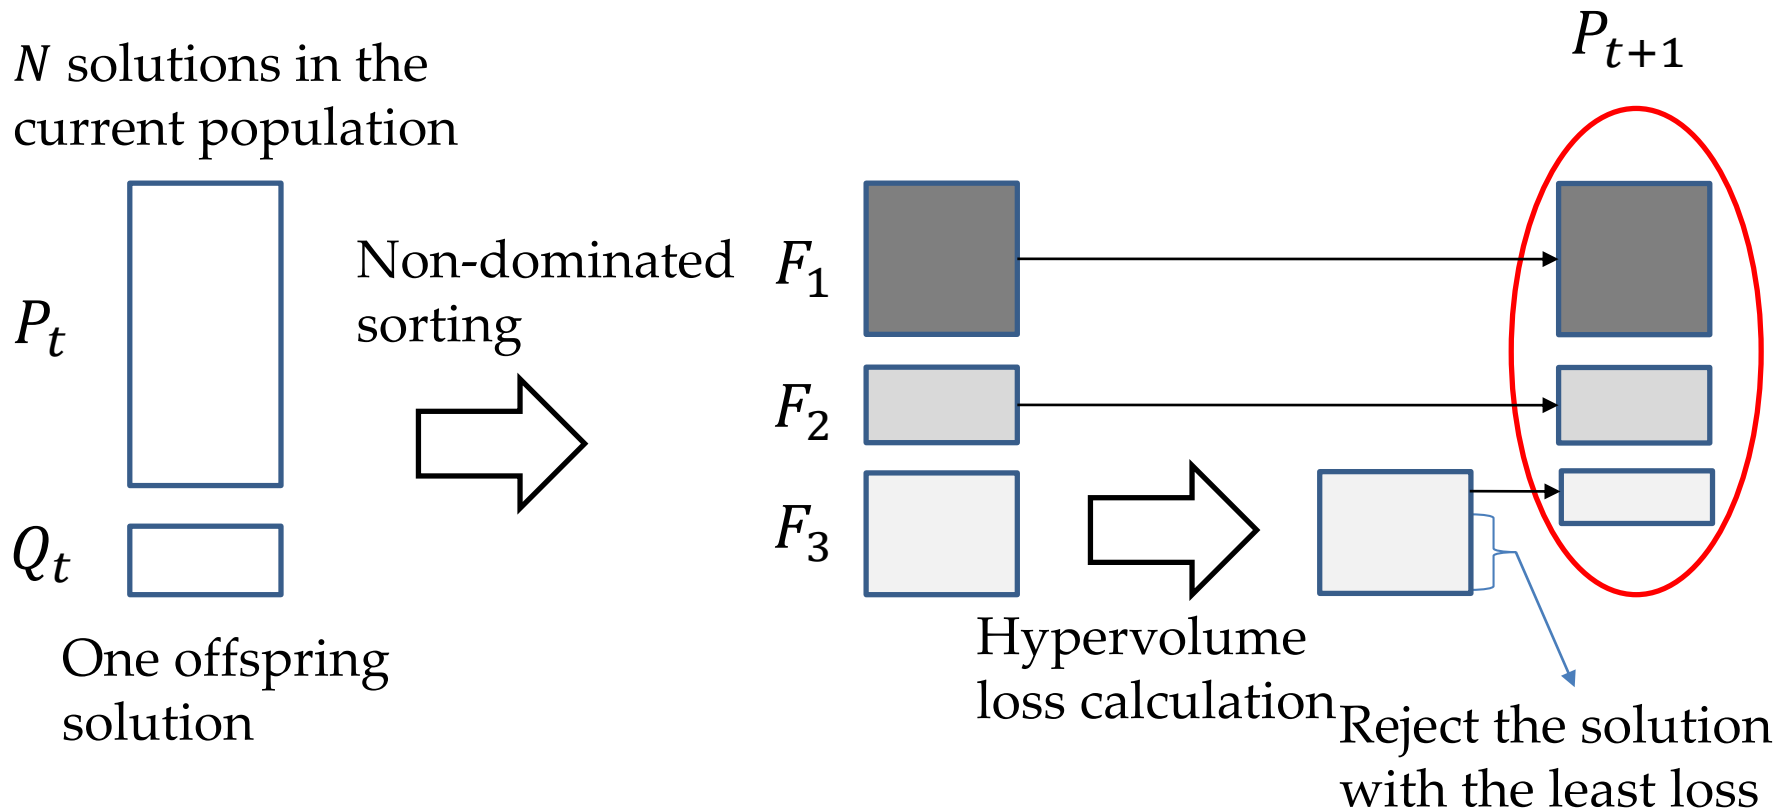 N solutions in the
current population
P_t
Q_t
One offspring
solution
Non-dominated
sorting
F_1
F_2
F_3
Hypervolume
loss calculation
P_{t+1}
Reject the solution
with the least loss